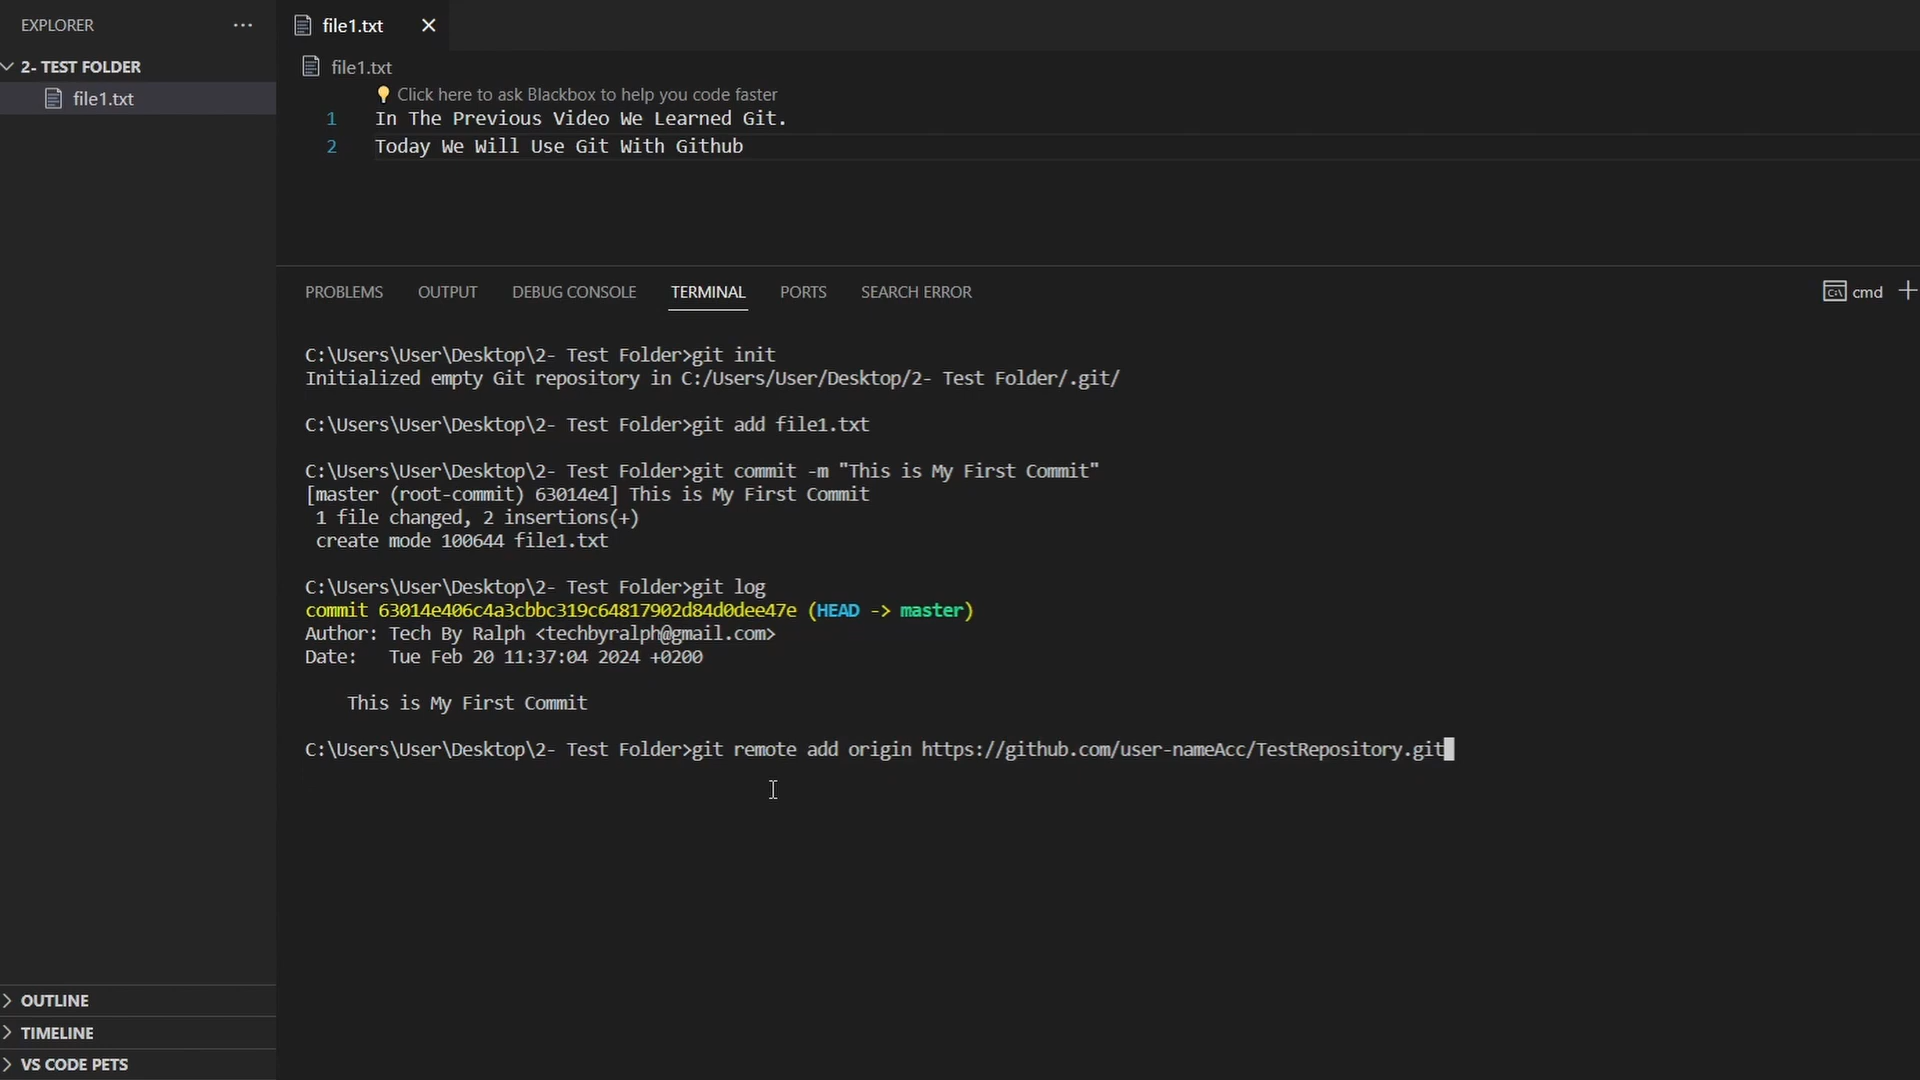 EXPLORER
2- TEST FOLDER
file1.txt
file1.txt
file1.txt
Click here to ask Blackbox to help you code faster
1 In The Previous Video We Learned Git.
2 Today We Will Use Git With Github
PROBLEMS OUTPUT DEBUG CONSOLE TERMINAL PORTS SEARCH ERROR
cmd
C:\Users\User\Desktop\2- Test Folder>git init
Initialized empty Git repository in C:/Users/User/Desktop/2- Test Folder/.git/
C:\Users\User\Desktop\2- Test Folder>git add file1.txt
C:\Users\User\Desktop\2- Test Folder>git commit -m "This is My First Commit"
[master (root-commit) 63014e4] This is My First Commit
1 file changed, 2 insertions(+)
create mode 100644 file1.txt
C:\Users\User\Desktop\2- Test Folder>git log
commit 63014e406c4a3cbbc319c64817902d84d0dee47e (HEAD -> master)
Author: Tech By Ralph <techbyralph@gmail.com>
Date: Tue Feb 20 11:37:04 2024 +0200
This is My First Commit
C:\Users\User\Desktop\2- Test Folder>git remote add origin https://github.com/user-nameAcc/TestRepository.git
OUTLINE
TIMELINE
VS CODE PETS